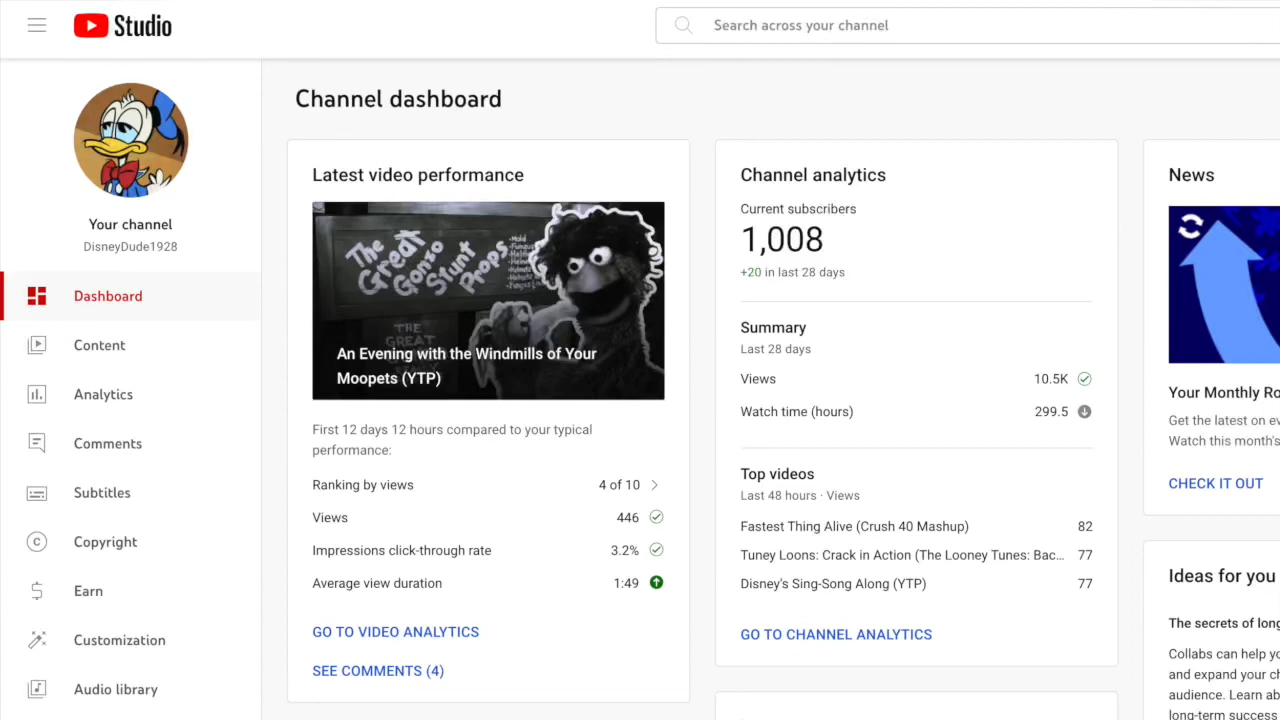 Studio
Search across your channel
Your channel
DisneyDude1928
Dashboard
Content
Analytics
Comments
Subtitles
Copyright
Earn
Customization
Audio library
Channel dashboard
Latest video performance
The Great Gonzo Stunt Props
THE GREAT
An Evening with the Windmills of Your
Moopets (YTP)
First 12 days 12 hours compared to your typical
performance:
Ranking by views 4 of 10
Views 446
Impressions click-through rate 3.2%
Average view duration 1:49
GO TO VIDEO ANALYTICS
SEE COMMENTS (4)
Channel analytics
Current subscribers
1,008
+20 in last 28 days
Summary
Last 28 days
Views 10.5K
Watch time (hours) 299.5
Top videos
Last 48 hours · Views
Fastest Thing Alive (Crush 40 Mashup) 82
Tuney Loons: Crack in Action (The Looney Tunes: Bac... 77
Disney's Sing-Song Along (YTP) 77
GO TO CHANNEL ANALYTICS
News
Your Monthly Ro
Get the latest on ev
Watch this month's
CHECK IT OUT
Ideas for you
The secrets of long
Collabs can help yo
and expand your ch
audience. Learn ab
long-term success